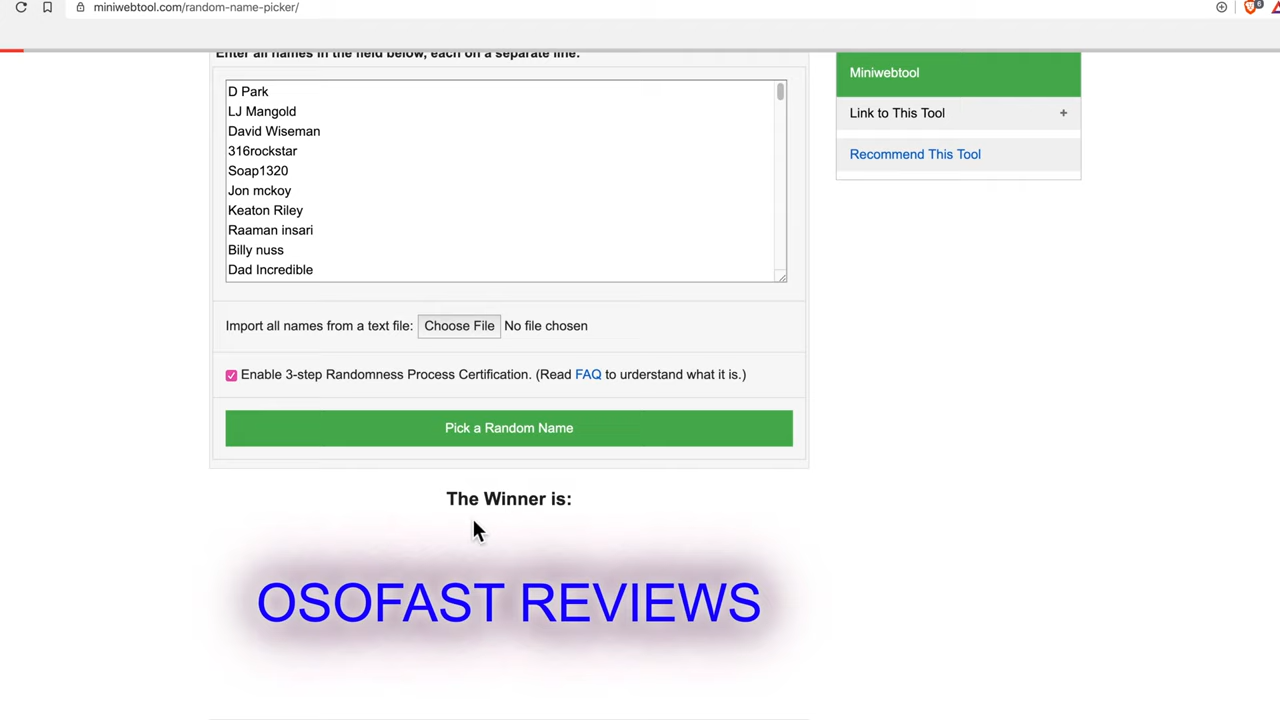 miniwebtool.com/random-name-picker/
6
Enter all names in the field below, each on a separate line.
D Park
LJ Mangold
David Wiseman
316rockstar
Soap1320
Jon mckoy
Keaton Riley
Raaman insari
Billy nuss
Dad Incredible
Import all names from a text file: Choose File No file chosen
Enable 3-step Randomness Process Certification. (Read FAQ to understand what it is.)
Pick a Random Name
The Winner is:
OSOFAST REVIEWS
Miniwebtool
Link to This Tool +
Recommend This Tool